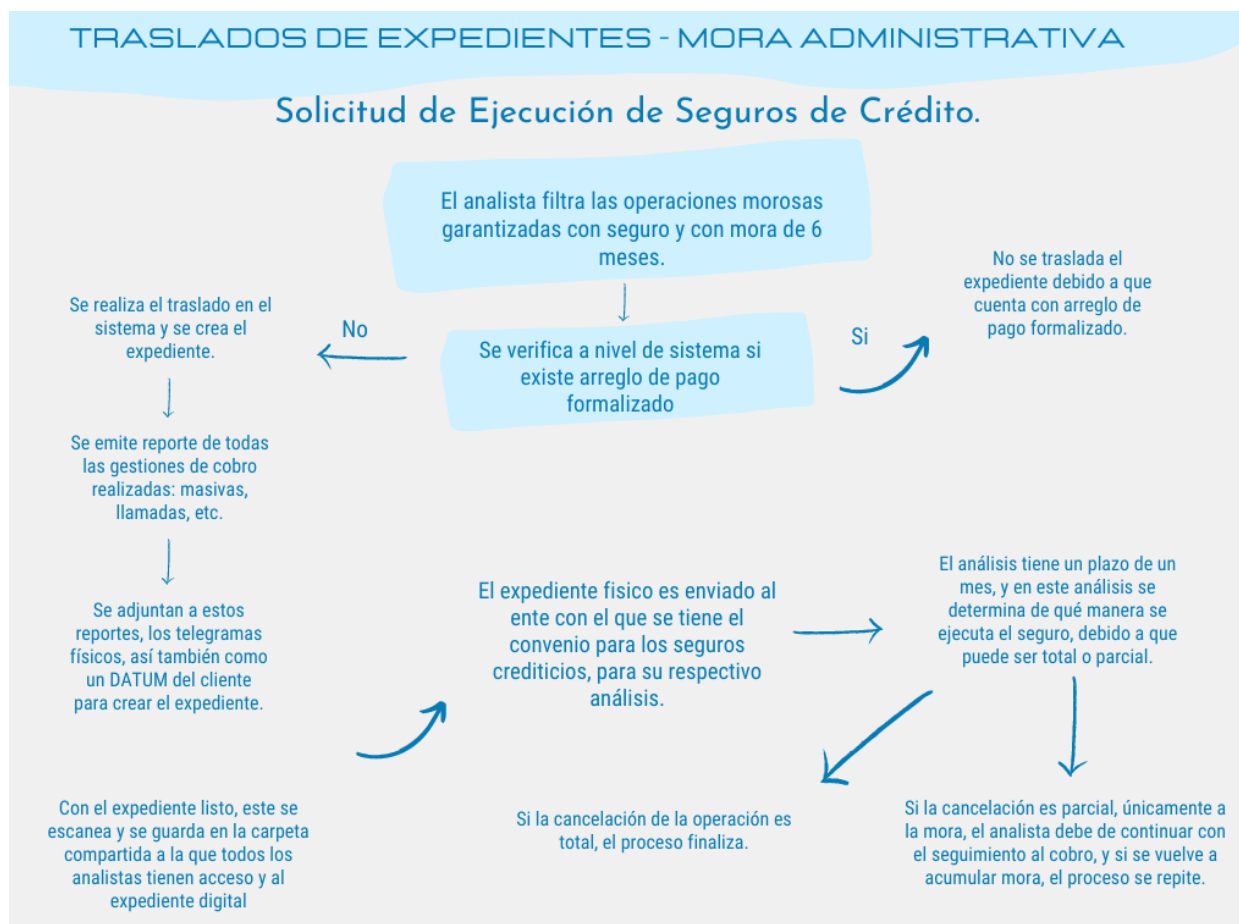 TRASLADOS DE EXPEDIENTES - MORA ADMINISTRATIVA
Solicitud de Ejecución de Seguros de Crédito.
El analista filtra las operaciones morosas
garantizadas con seguro y con mora de 6
meses.
Se verifica a nivel de sistema si
existe arreglo de pago
formalizado
Si
No se traslada el
expediente debido a que
cuenta con arreglo de
pago formalizado.
No
Se realiza el traslado en el
sistema y se crea el
expediente.
Se emite reporte de todas
las gestiones de cobro
realizadas: masivas,
llamadas, etc.
Se adjuntan a estos
reportes, los telegramas
físicos, así también como
un DATUM del cliente
para crear el expediente.
Con el expediente listo, este se
escanea y se guarda en la carpeta
compartida a la que todos los
analistas tienen acceso y al
expediente digital
El expediente fisico es enviado al
ente con el que se tiene el
convenio para los seguros
crediticios, para su respectivo
análisis.
El análisis tiene un plazo de un
mes, y en este análisis se
determina de qué manera se
ejecuta el seguro, debido a que
puede ser total o parcial.
Si la cancelación de la operación es
total, el proceso finaliza.
Si la cancelación es parcial, únicamente a
la mora, el analista debe de continuar con
el seguimiento al cobro, y si se vuelve a
acumular mora, el proceso se repite.